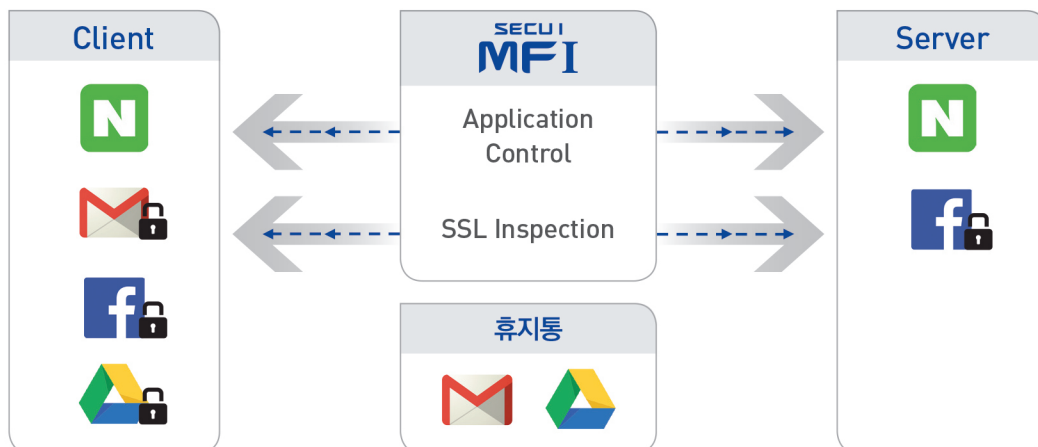 Client
SECUI
MFI
Server
N
Application
Control
N
SSL Inspection
f
f
휴지통